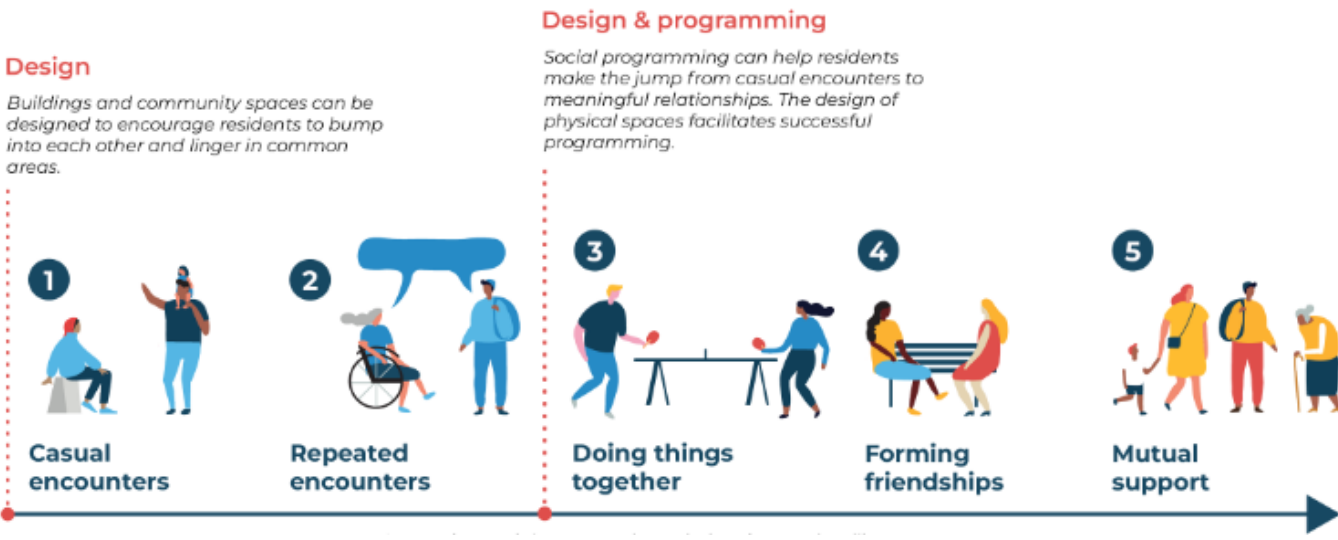 Design & programming
Social programming can help residents
make the jump from casual encounters to
meaningful relationships. The design of
physical spaces facilitates successful
programming.
Design
Buildings and community spaces can be
designed to encourage residents to bump
into each other and linger in common
areas.
1
2
3
4
5
Casual
encounters
Repeated
encounters
Doing things
together
Forming
friendships
Mutual
support